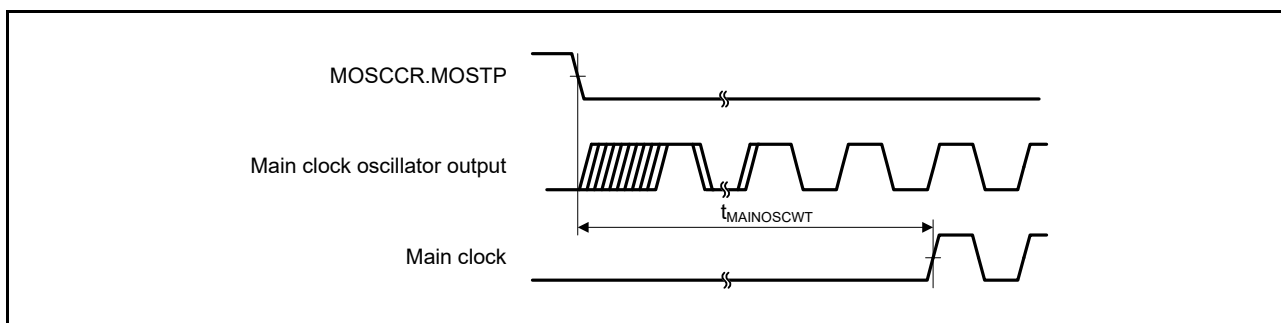 MOSCCR.MOSTP
Main clock oscillator output
tMAINOSCWT
Main clock